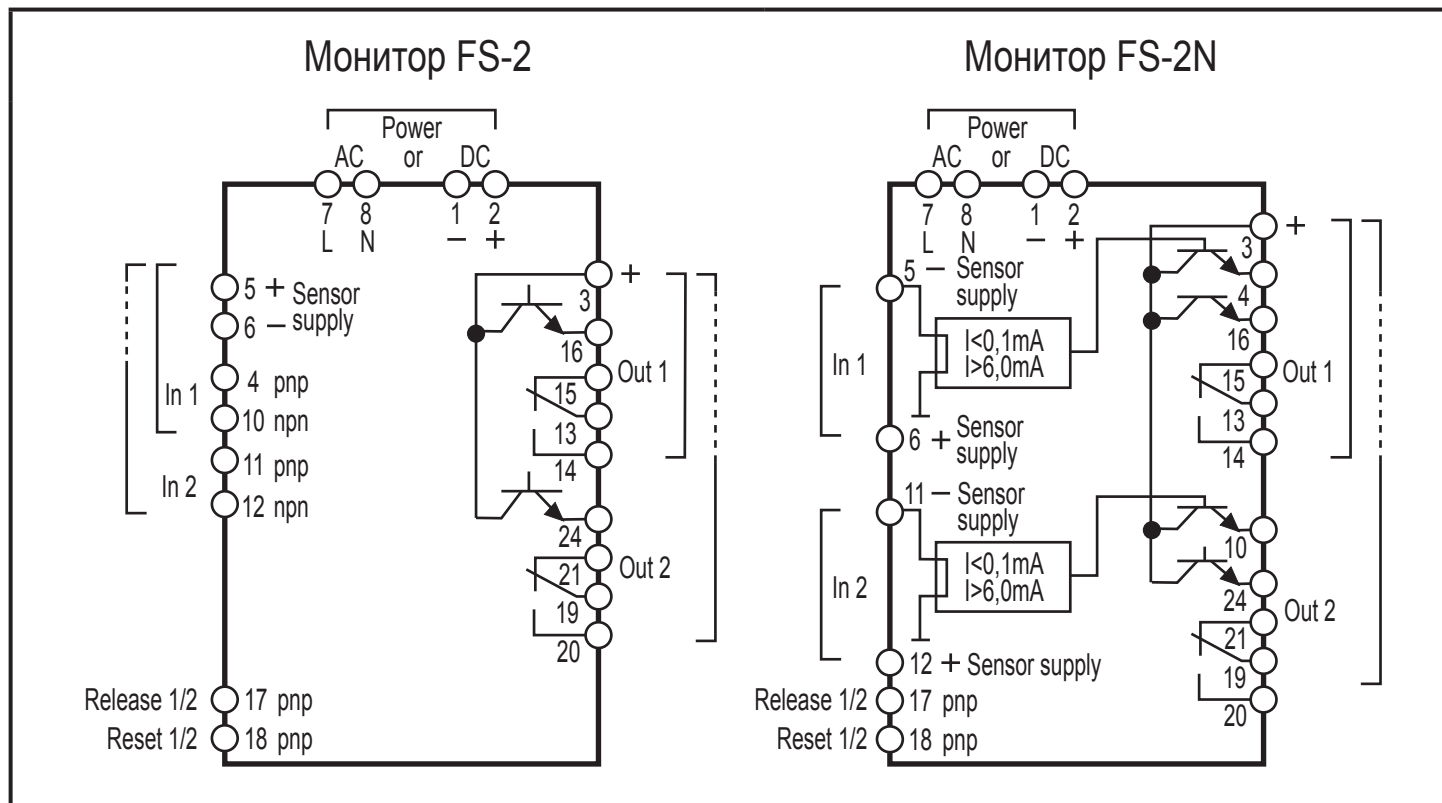 Монитор FS-2
Power
AC or DC
7 8 1 2
L N − +
5 + Sensor
6 − supply
4 pnp
In 1
10 npn
11 pnp
In 2
12 npn
Release 1/2 17 pnp
Reset 1/2 18 pnp
+
3
16
Out 1
15
13
14
24
Out 2
21
19
20
Монитор FS-2N
Power
AC or DC
7 8 1 2
L N − +
5 − Sensor
supply
I<0,1mA
I>6,0mA
In 1
6 + Sensor
supply
11 − Sensor
supply
I<0,1mA
I>6,0mA
In 2
12 + Sensor supply
Release 1/2 17 pnp
Reset 1/2 18 pnp
+
3
4
16
Out 1
15
13
14
10
24
Out 2
21
19
20